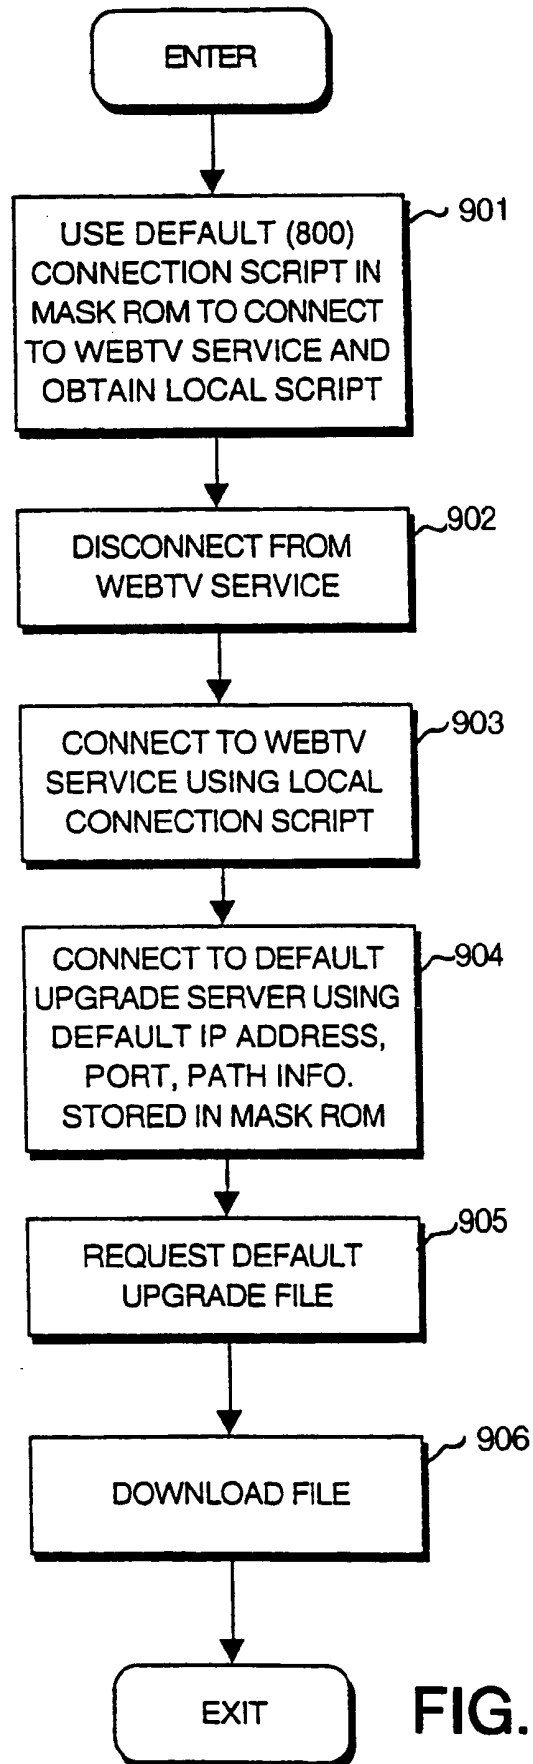 ENTER
901
USE DEFAULT (800)
CONNECTION SCRIPT IN
MASK ROM TO CONNECT
TO WEBTV SERVICE AND
OBTAIN LOCAL SCRIPT
902
DISCONNECT FROM
WEBTV SERVICE
903
CONNECT TO WEBTV
SERVICE USING LOCAL
CONNECTION SCRIPT
904
CONNECT TO DEFAULT
UPGRADE SERVER USING
DEFAULT IP ADDRESS,
PORT, PATH INFO.
STORED IN MASK ROM
905
REQUEST DEFAULT
UPGRADE FILE
906
DOWNLOAD FILE
EXIT
FIG.